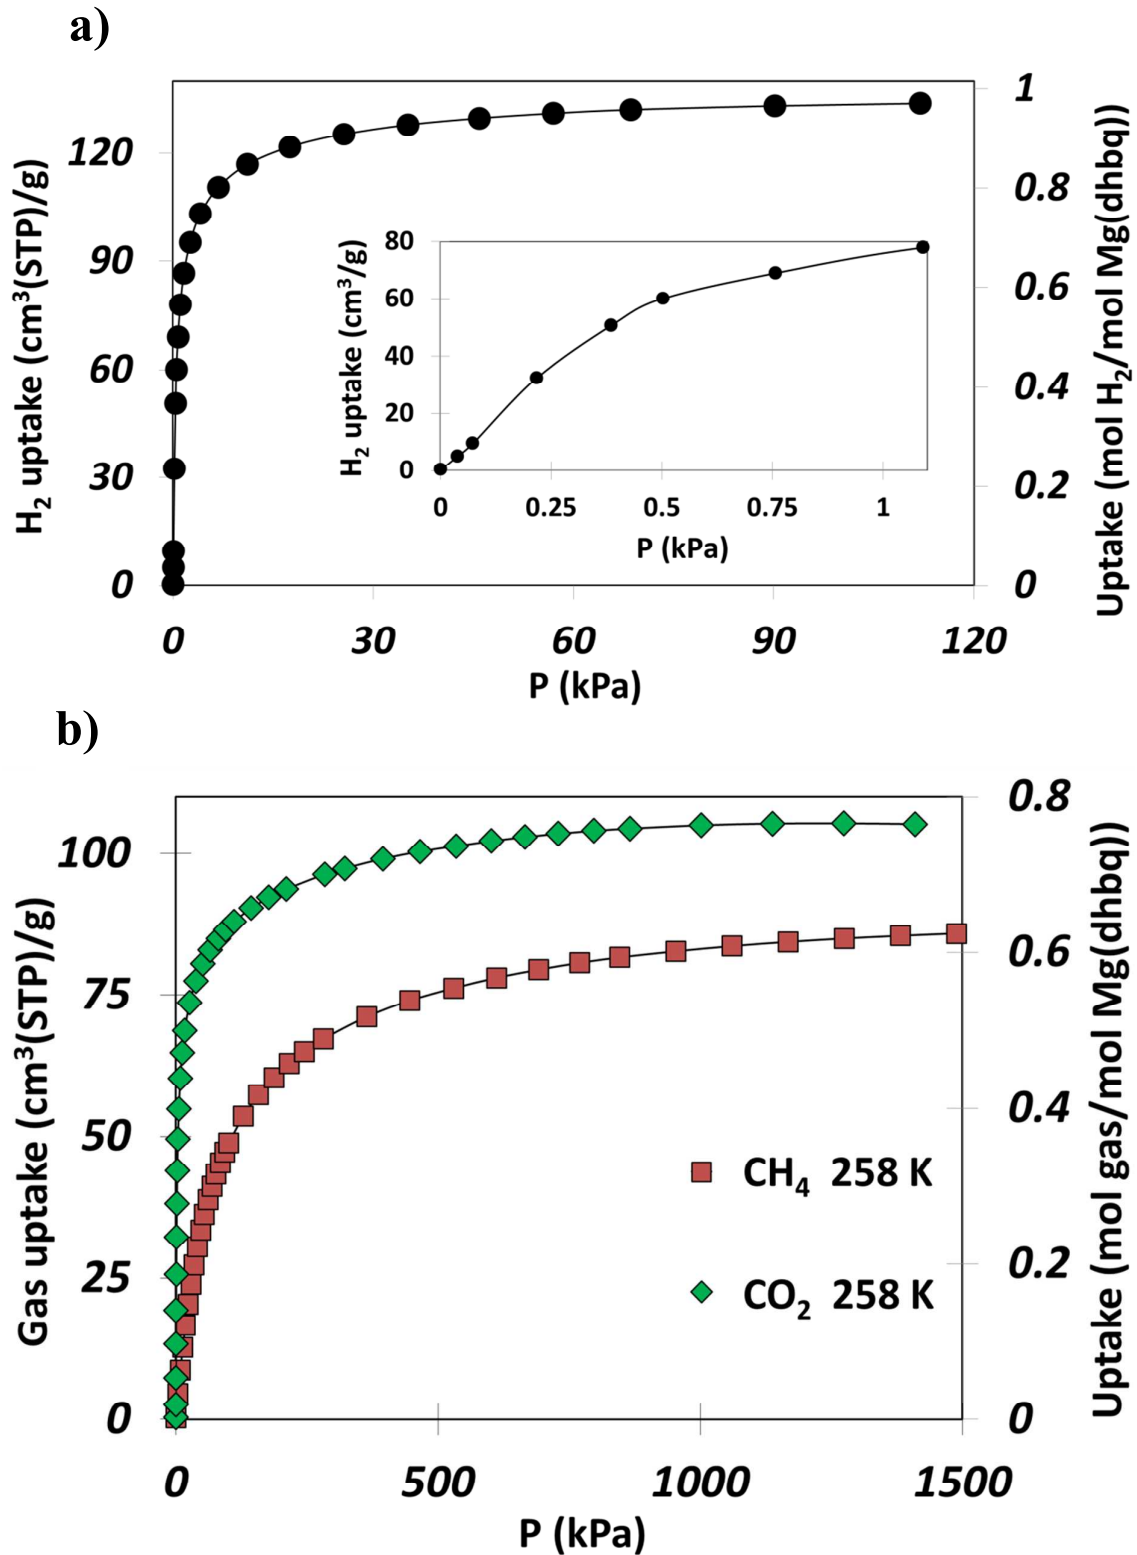 a)
H2 uptake (cm3(STP)/g)
120
90
60
30
0
0 30 60 90 120
P (kPa)
Uptake (mol H2/mol Mg(dhbq))
1
0.8
0.6
0.4
0.2
0
H2 uptake (cm3/g)
80
60
40
20
0
0 0.25 0.5 0.75 1
P (kPa)
b)
Gas uptake (cm3(STP)/g)
100
75
50
25
0
0 500 1000 1500
P (kPa)
Uptake (mol gas/mol Mg(dhbq))
0.8
0.6
0.4
0.2
0
CH4 258 K
CO2 258 K